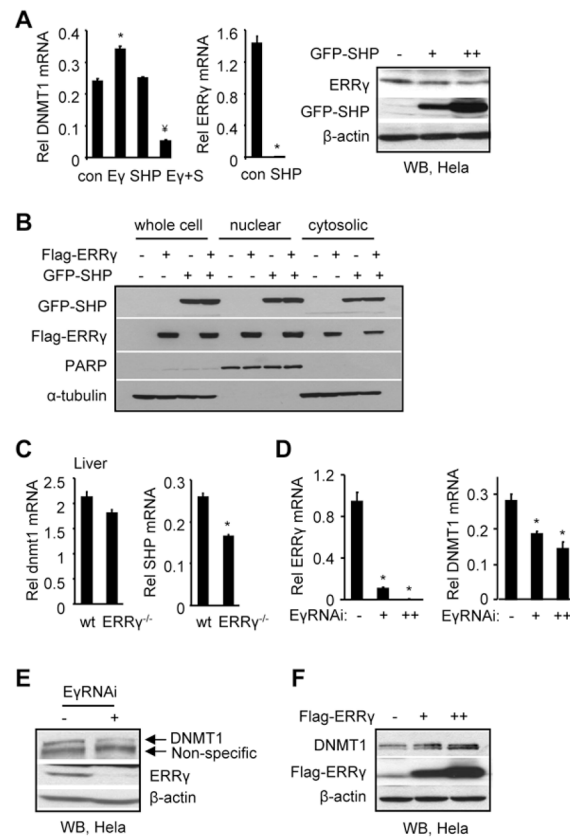 A
Rel DNMT1 mRNA
0.4
0.3
0.2
0.1
0
*
¥
con Eγ SHP Eγ+S
Rel ERRγ mRNA
1.6
1.2
0.8
0.4
0
*
con SHP
GFP-SHP - + ++
ERRγ
GFP-SHP
β-actin
WB, Hela
B
whole cell nuclear cytosolic
Flag-ERRγ - + - + - + - + - + - +
GFP-SHP - - + + - - + + - - + +
GFP-SHP
Flag-ERRγ
PARP
α-tubulin
C
Liver
Rel dnmt1 mRNA
2.5
2
1.5
1
0.5
0
wt ERRγ-/-
Rel SHP mRNA
0.3
0.2
0.1
0
*
wt ERRγ-/-
D
Rel ERRγ mRNA
1.2
0.8
0.4
0
* *
EγRNAi: - + ++
Rel DNMT1 mRNA
0.3
0.2
0.1
0
* *
EγRNAi: - + ++
E
EγRNAi
- +
DNMT1
Non-specific
ERRγ
β-actin
WB, Hela
F
Flag-ERRγ - + ++
DNMT1
Flag-ERRγ
β-actin
WB, Hela